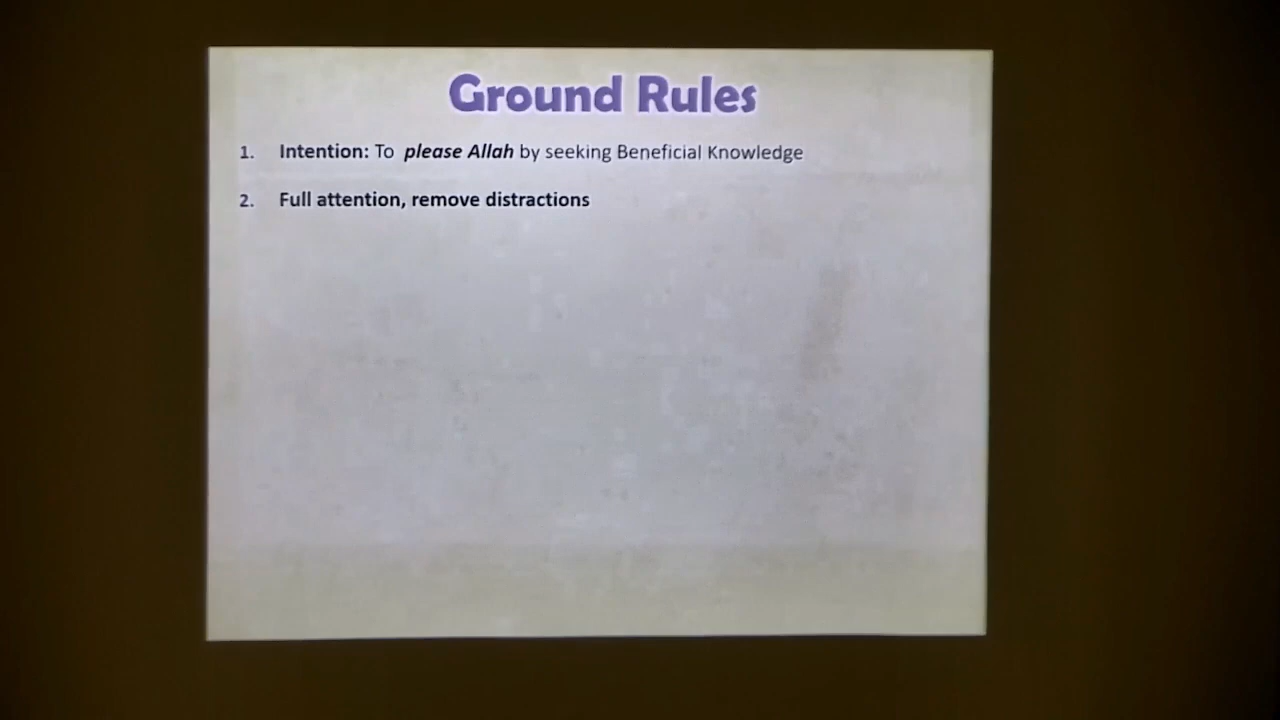 Ground Rules
1. Intention: To please Allah by seeking Beneficial Knowledge
2. Full attention, remove distractions